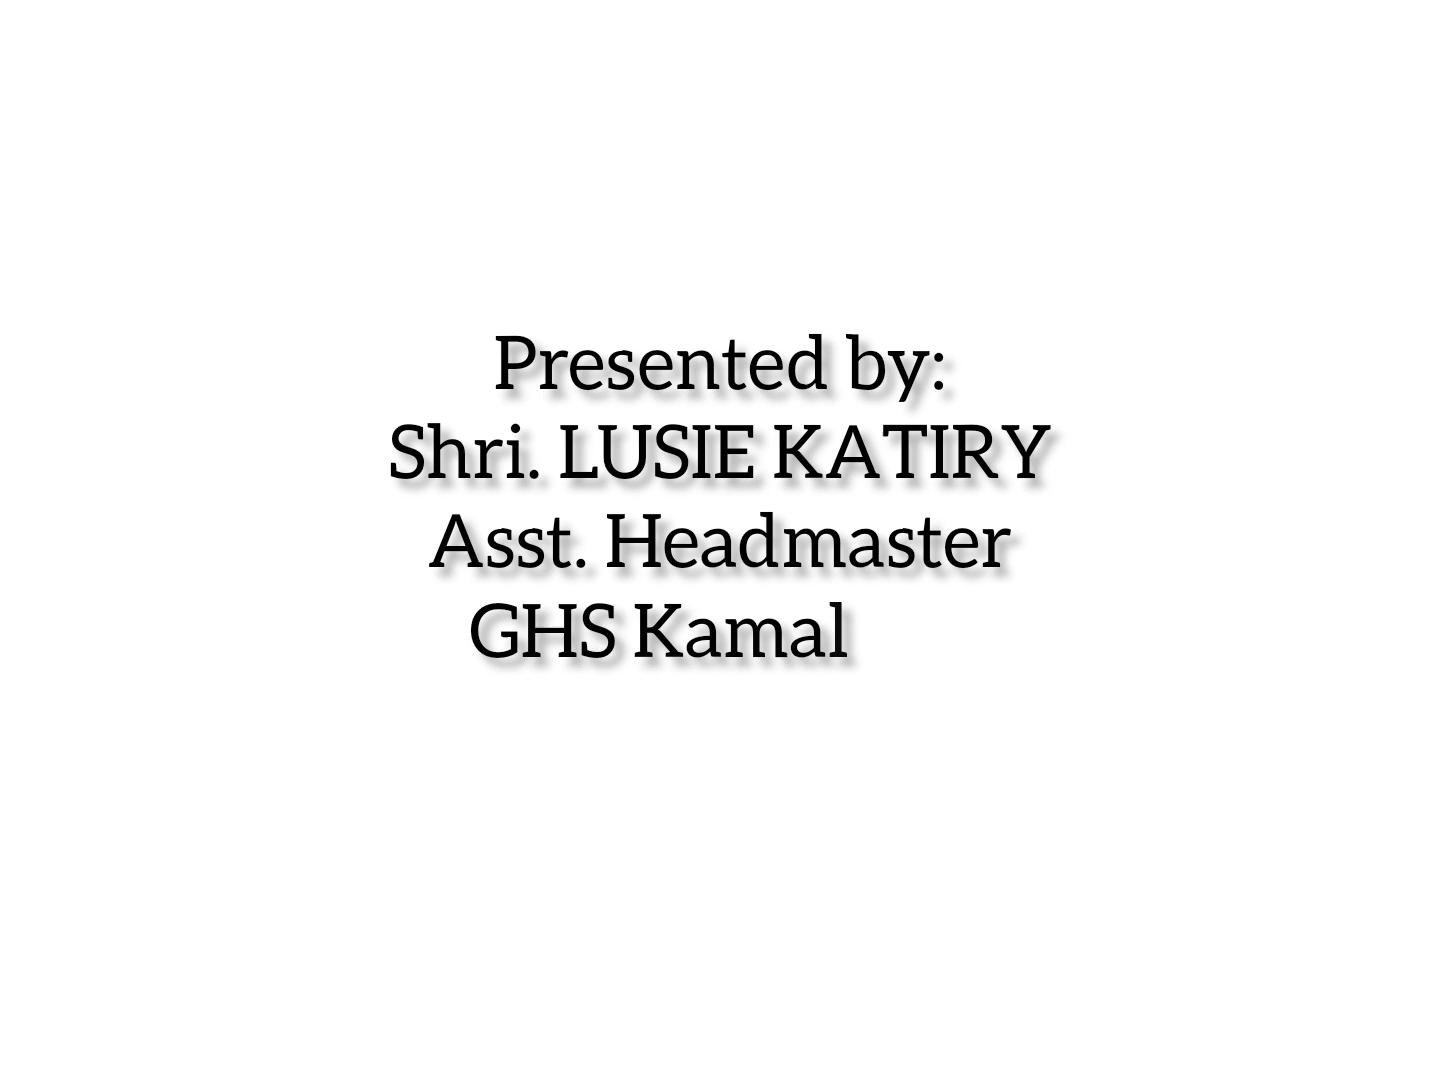 Presented by:
Shri. LUSIE KATIRY
Asst. Headmaster
GHS Kamal